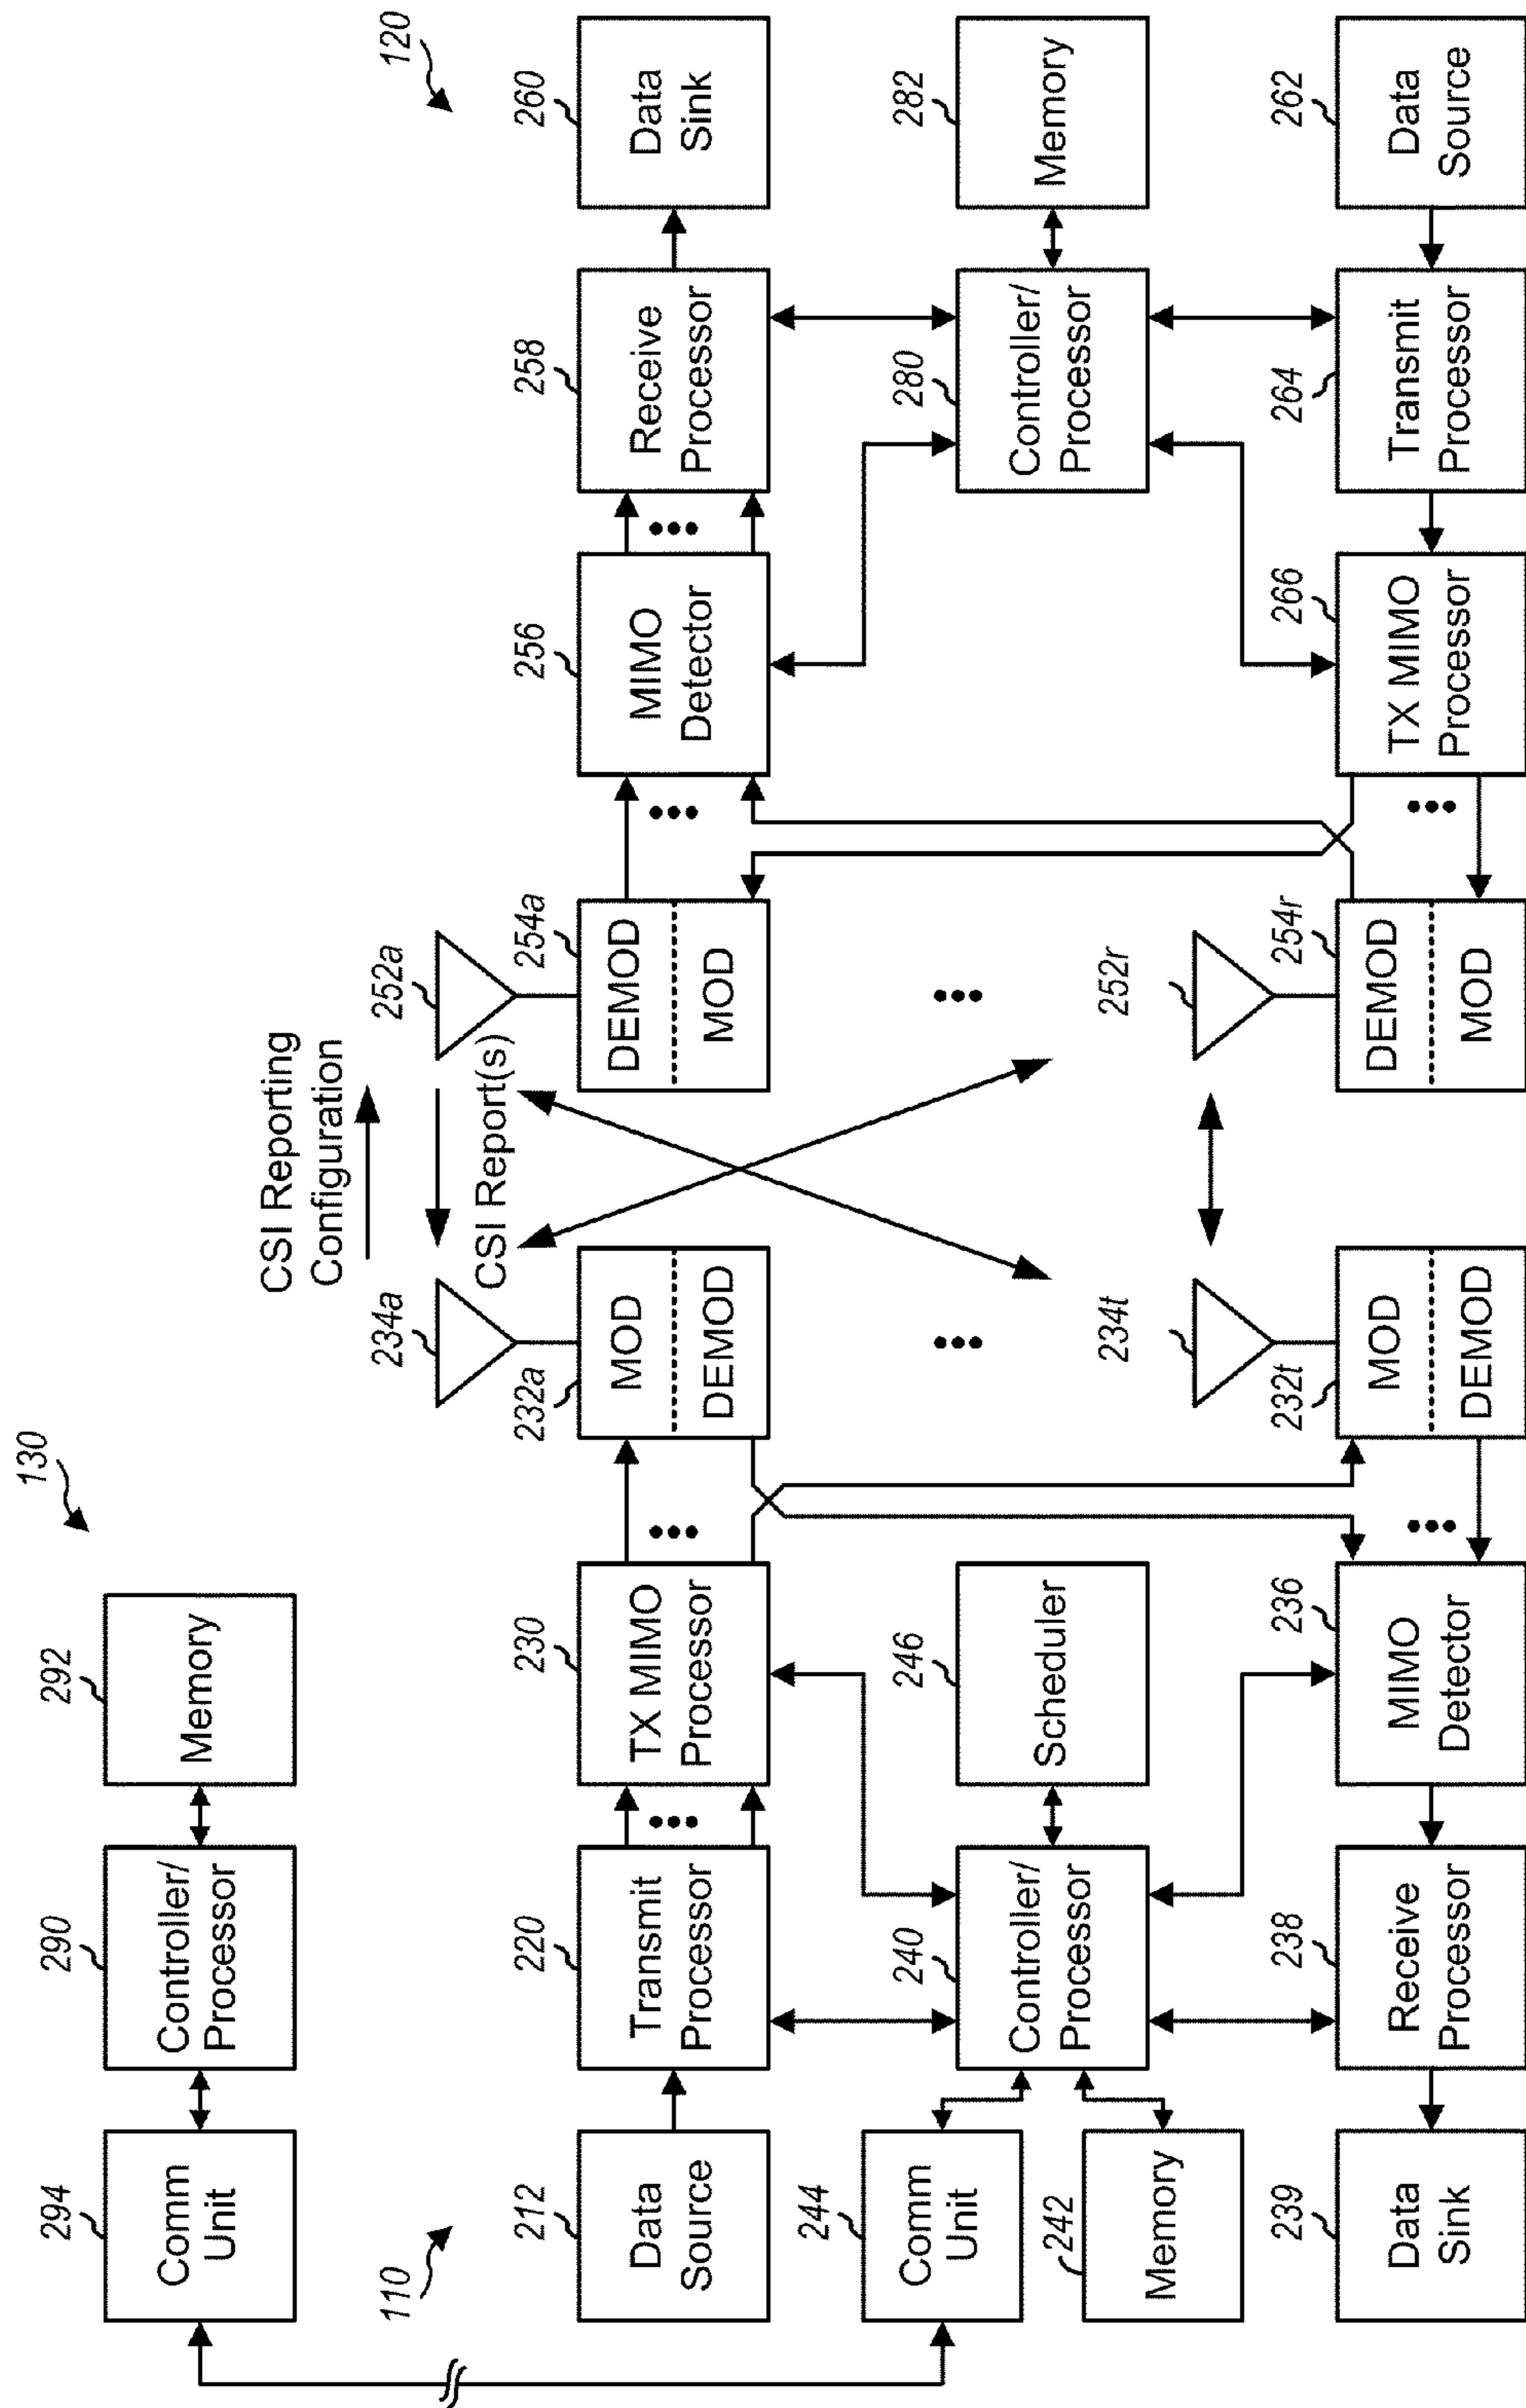 130
294
Comm
Unit
290
Controller/
Processor
292
Memory
110
120
CSI Reporting
Configuration
CSI Report(s)
212
Data
Source
220
Transmit
Processor
230
TX MIMO
Processor
234a
232a
MOD
DEMOD
252a
254a
DEMOD
MOD
256
MIMO
Detector
258
Receive
Processor
260
Data
Sink
244
Comm
Unit
242
Memory
240
Controller/
Processor
246
Scheduler
280
Controller/
Processor
282
Memory
239
Data
Sink
238
Receive
Processor
236
MIMO
Detector
234t
232t
MOD
DEMOD
252r
254r
DEMOD
MOD
266
TX MIMO
Processor
264
Transmit
Processor
262
Data
Source